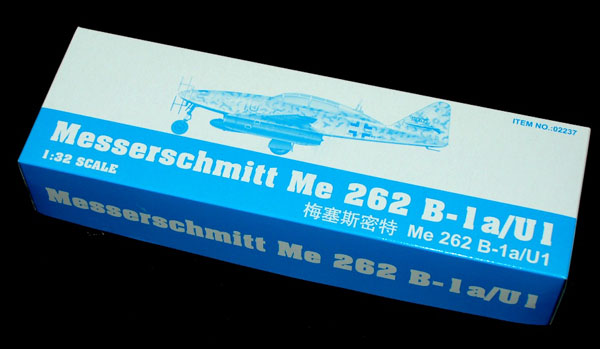 ITEM NO.:02237
Messerschmitt Me 262 B-1a/U1
1:32 SCALE
梅塞斯密特 Me 262 B-1a/U1
Messerschmitt Me 262 B-1a/U1